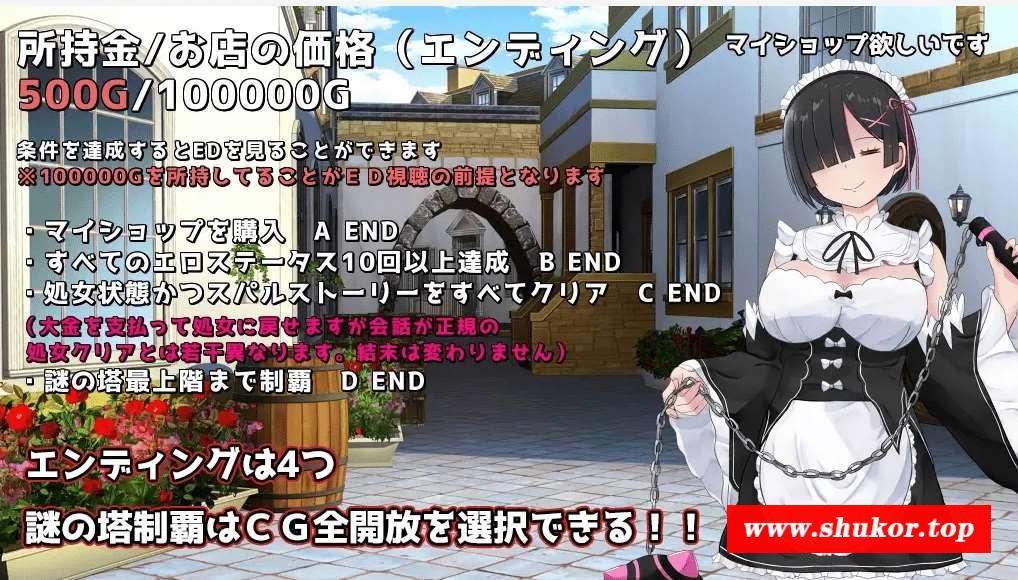 所持金/お店の価格（エンディング）
マイショップ欲しいです
500G/100000G
条件を達成するとEDを見ることができます
※100000Gを所持してることがＥＤ視聴の前提となります
・マイショップを購入　A END
・すべてのエロステータス10回以上達成　B END
・処女状態かつスパルストーリーをすべてクリア　C END
（大金を支払って処女に戻せますが会話が正規の
処女クリアとは若干異なります。結末は変わりません）
・謎の塔最上階まで制覇　D END
エンディングは4つ
謎の塔制覇はＣＧ全開放を選択できる！！
www.shukor.top